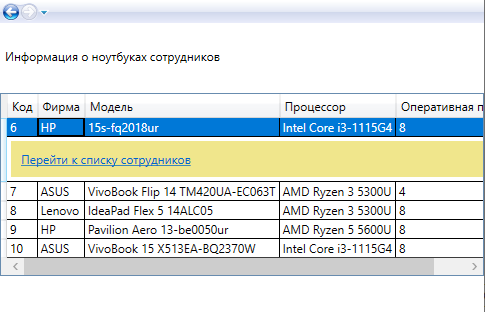 Информация о ноутбуках сотрудников
Код Фирма Модель Процессор Оперативная п
6 HP 15s-fq2018ur Intel Core i3-1115G4 8
Перейти к списку сотрудников
7 ASUS VivoBook Flip 14 TM420UA-EC063T AMD Ryzen 3 5300U 4
8 Lenovo IdeaPad Flex 5 14ALC05 AMD Ryzen 3 5300U 8
9 HP Pavilion Aero 13-be0050ur AMD Ryzen 5 5600U 8
10 ASUS VivoBook 15 X513EA-BQ2370W Intel Core i3-1115G4 8